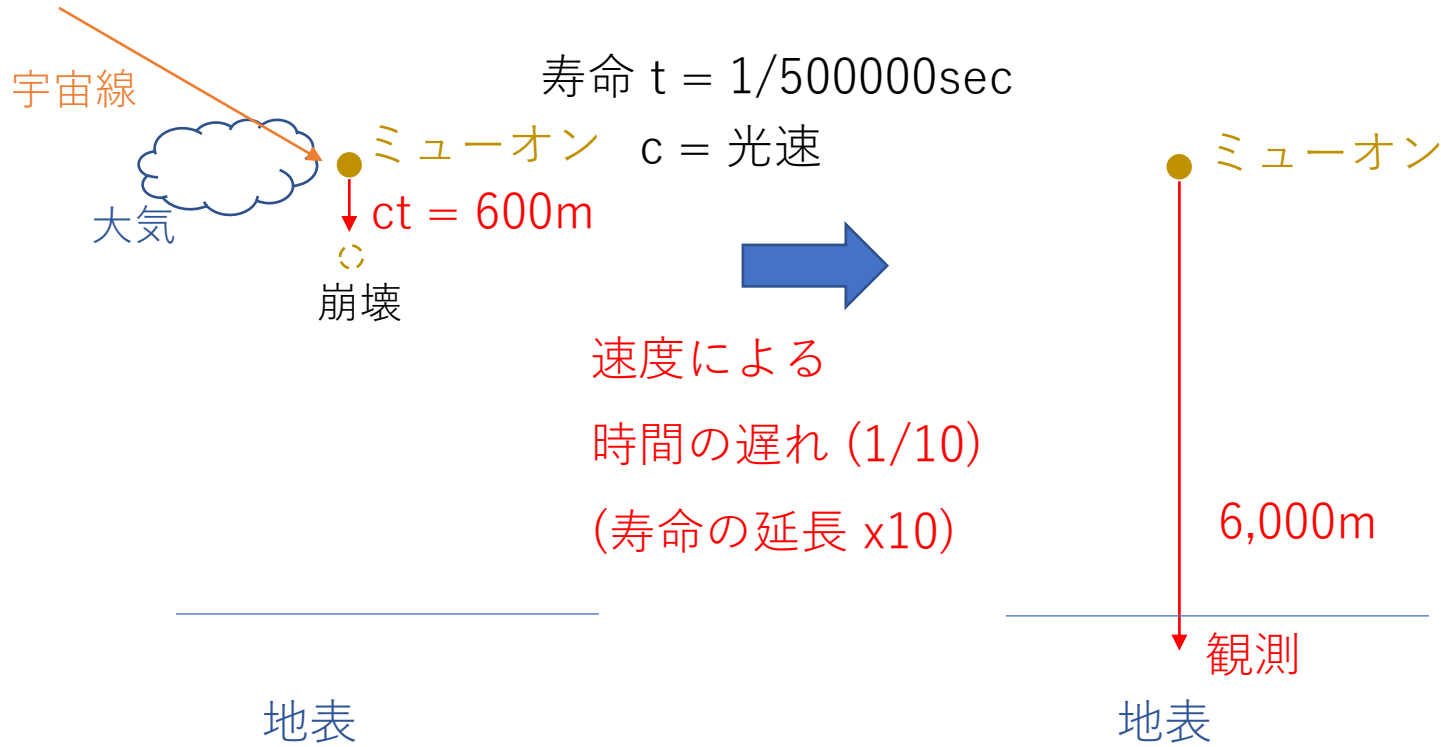 宇宙線
寿命 t = 1/500000sec
ミューオン
c = 光速
大気
ct = 600m
崩壊
速度による
時間の遅れ (1/10)
(寿命の延長 x10)
地表
ミューオン
6,000m
観測
地表